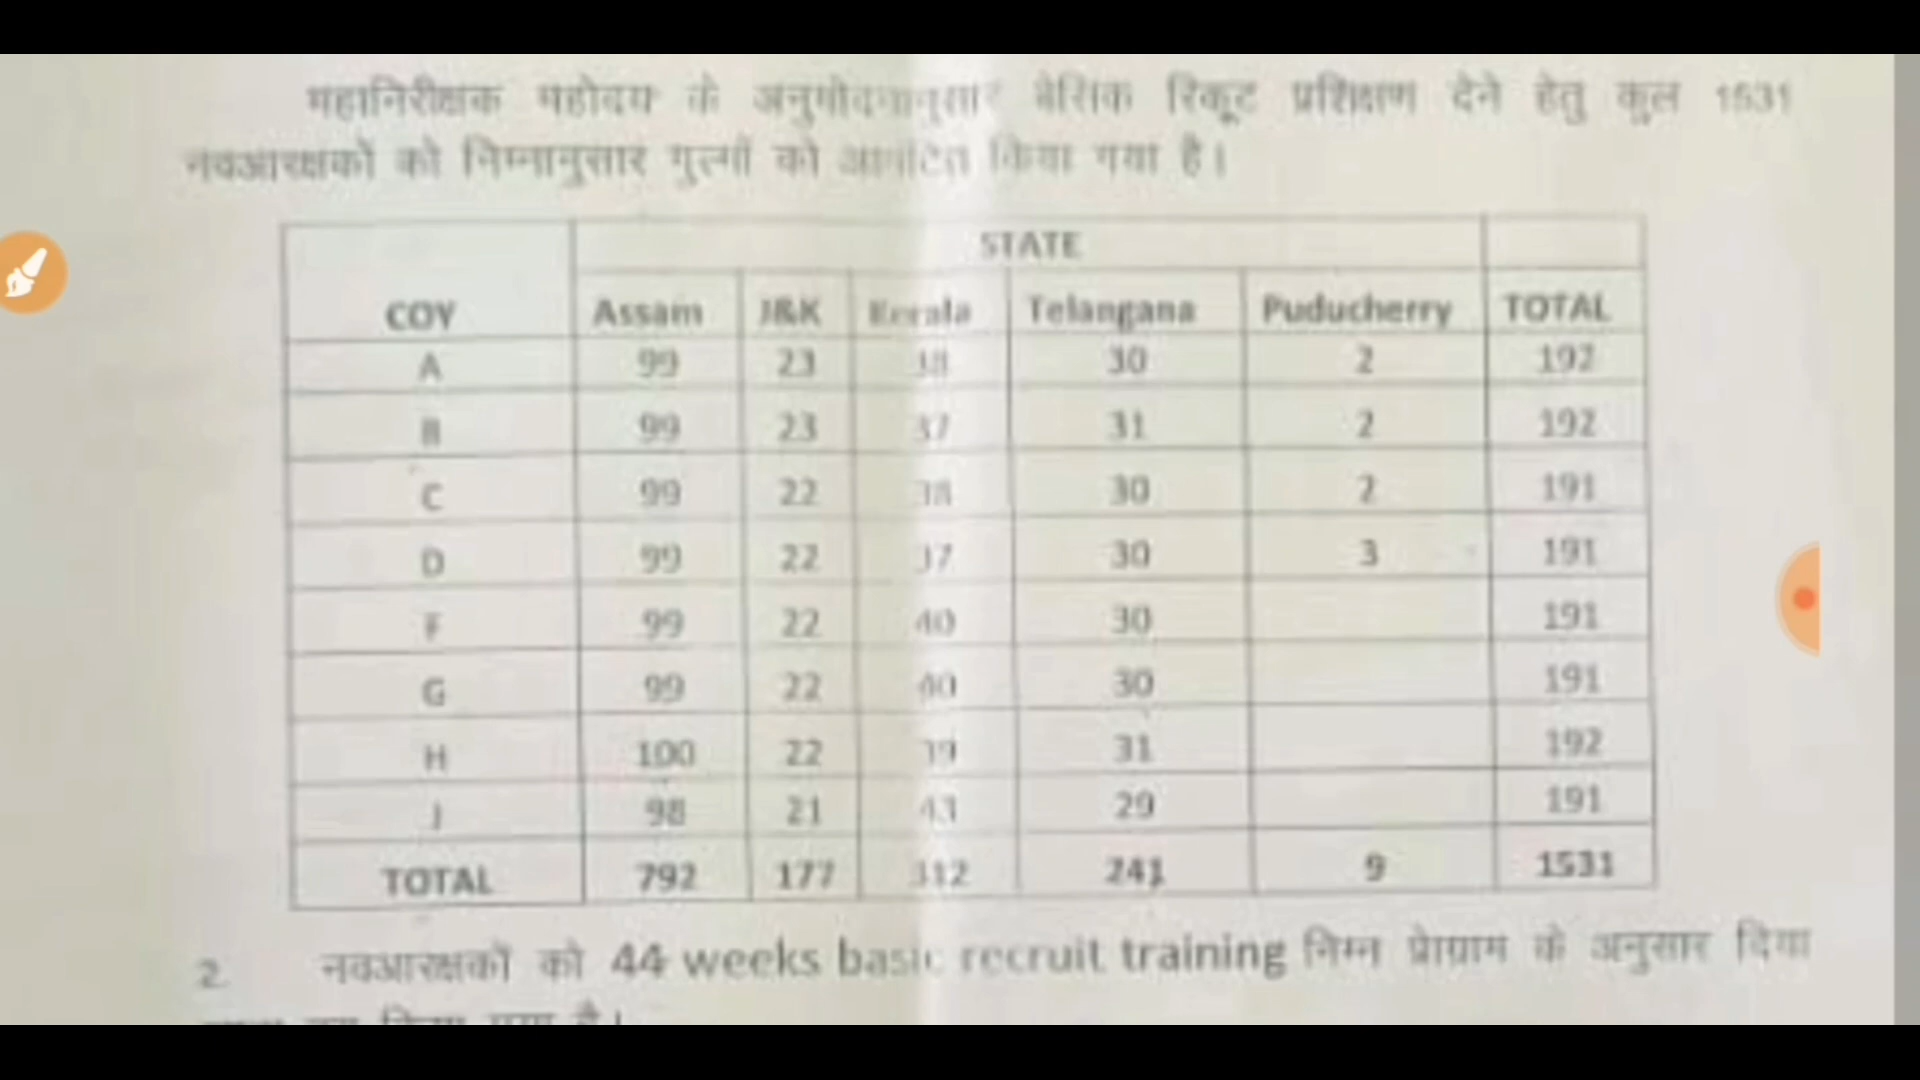 महानिरीक्षक महोदय के अनुमोदनानुसार बेसिक रिकूट प्रशिक्षण देने हेतु कुल 1531
नवआरक्षकों को निम्नानुसार गुल्मों को आबंटित किया गया है।
STATE
COY Assam J&K Kerala Telangana Puducherry TOTAL
A 99 23 38 30 2 192
B 99 23 37 31 2 192
C 99 22 38 30 2 191
D 99 22 37 30 3 191
F 99 22 40 30 191
G 99 22 40 30 191
H 100 22 39 31 192
J 98 21 43 29 191
TOTAL 792 177 312 241 9 1531
2. नवआरक्षकों को 44 weeks basic recruit training निम्न प्रोग्राम के अनुसार दिया